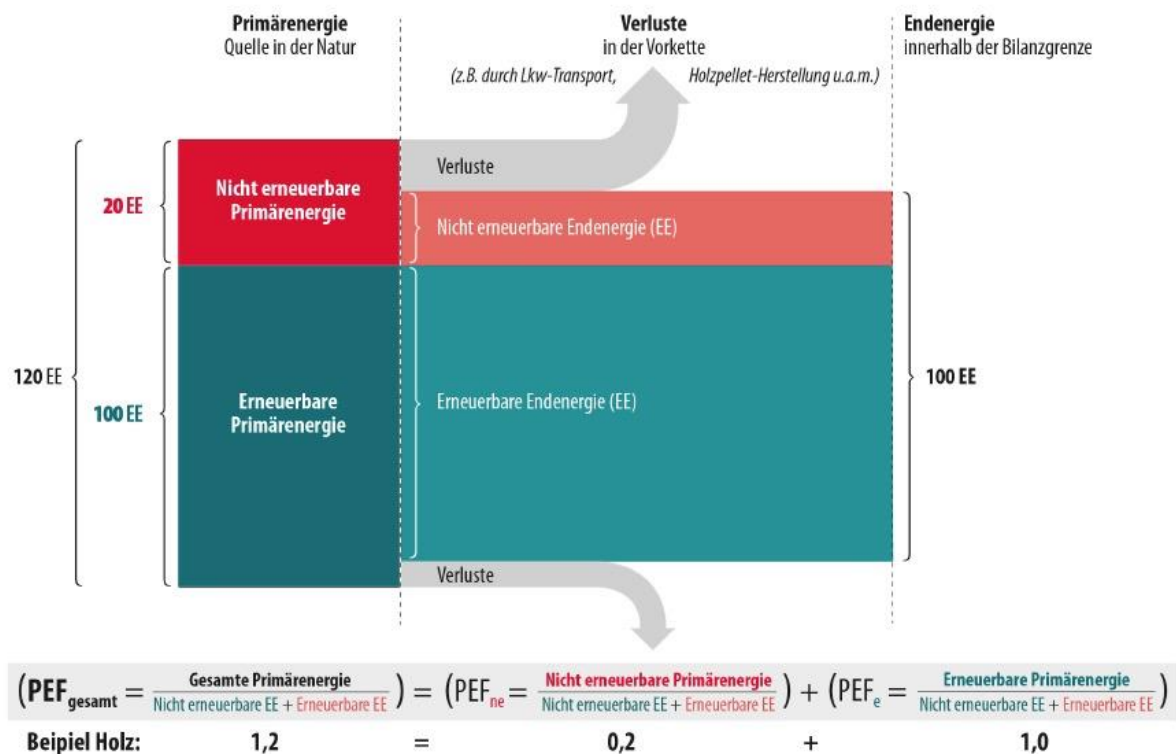 Primärenergie
Quelle in der Natur
Verluste
in der Vorkette
(z.B. durch Lkw-Transport, Holzpellet-Herstellung u.a.m.)
Endenergie
innerhalb der Bilanzgrenze
120 EE
20 EE
Nicht erneuerbare
Primärenergie
Verluste
Nicht erneuerbare Endenergie (EE)
100 EE
Erneuerbare
Primärenergie
Erneuerbare Endenergie (EE)
100 EE
Verluste
(PEFgesamt = Gesamte Primärenergie / Nicht erneuerbare EE + Erneuerbare EE) = (PEFne = Nicht erneuerbare Primärenergie / Nicht erneuerbare EE + Erneuerbare EE) + (PEFe = Erneuerbare Primärenergie / Nicht erneuerbare EE + Erneuerbare EE)
Beipiel Holz: 1,2 = 0,2 + 1,0